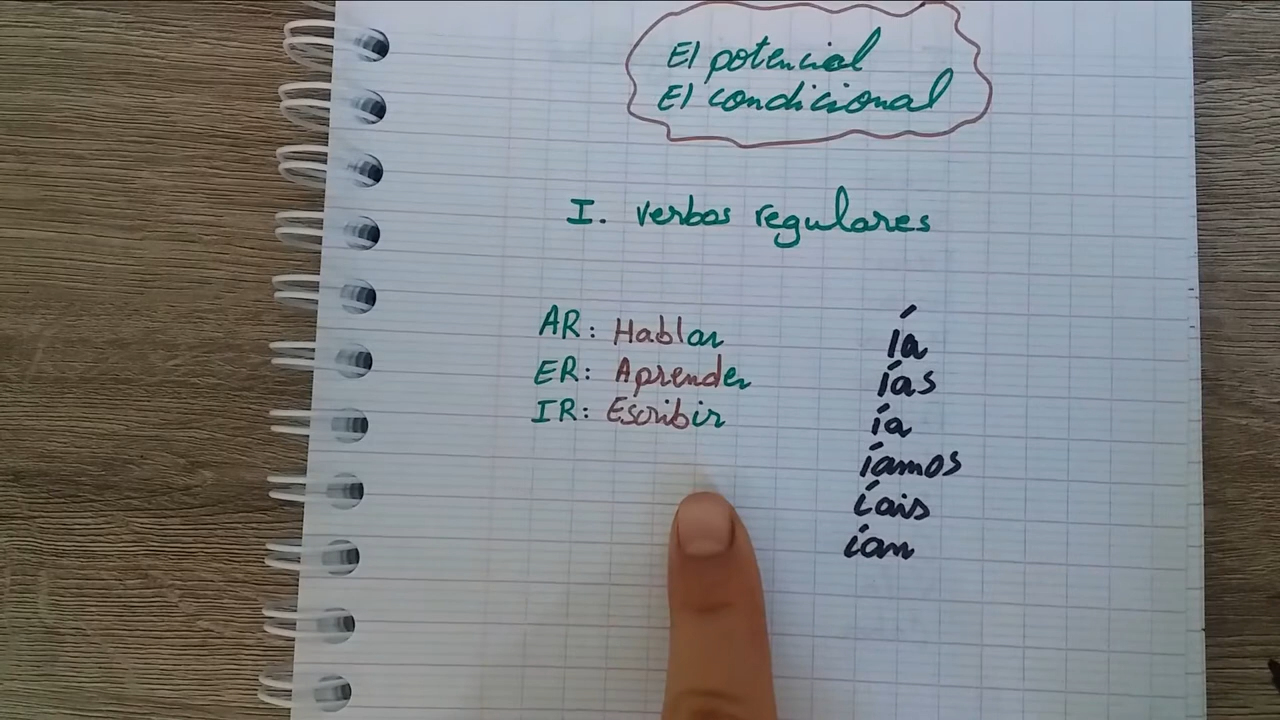 El potencial
El condicional
I. verbos regulares
AR: Hablar
ER: Aprender
IR: Escribir
ía
ías
ía
íamos
íais
ían